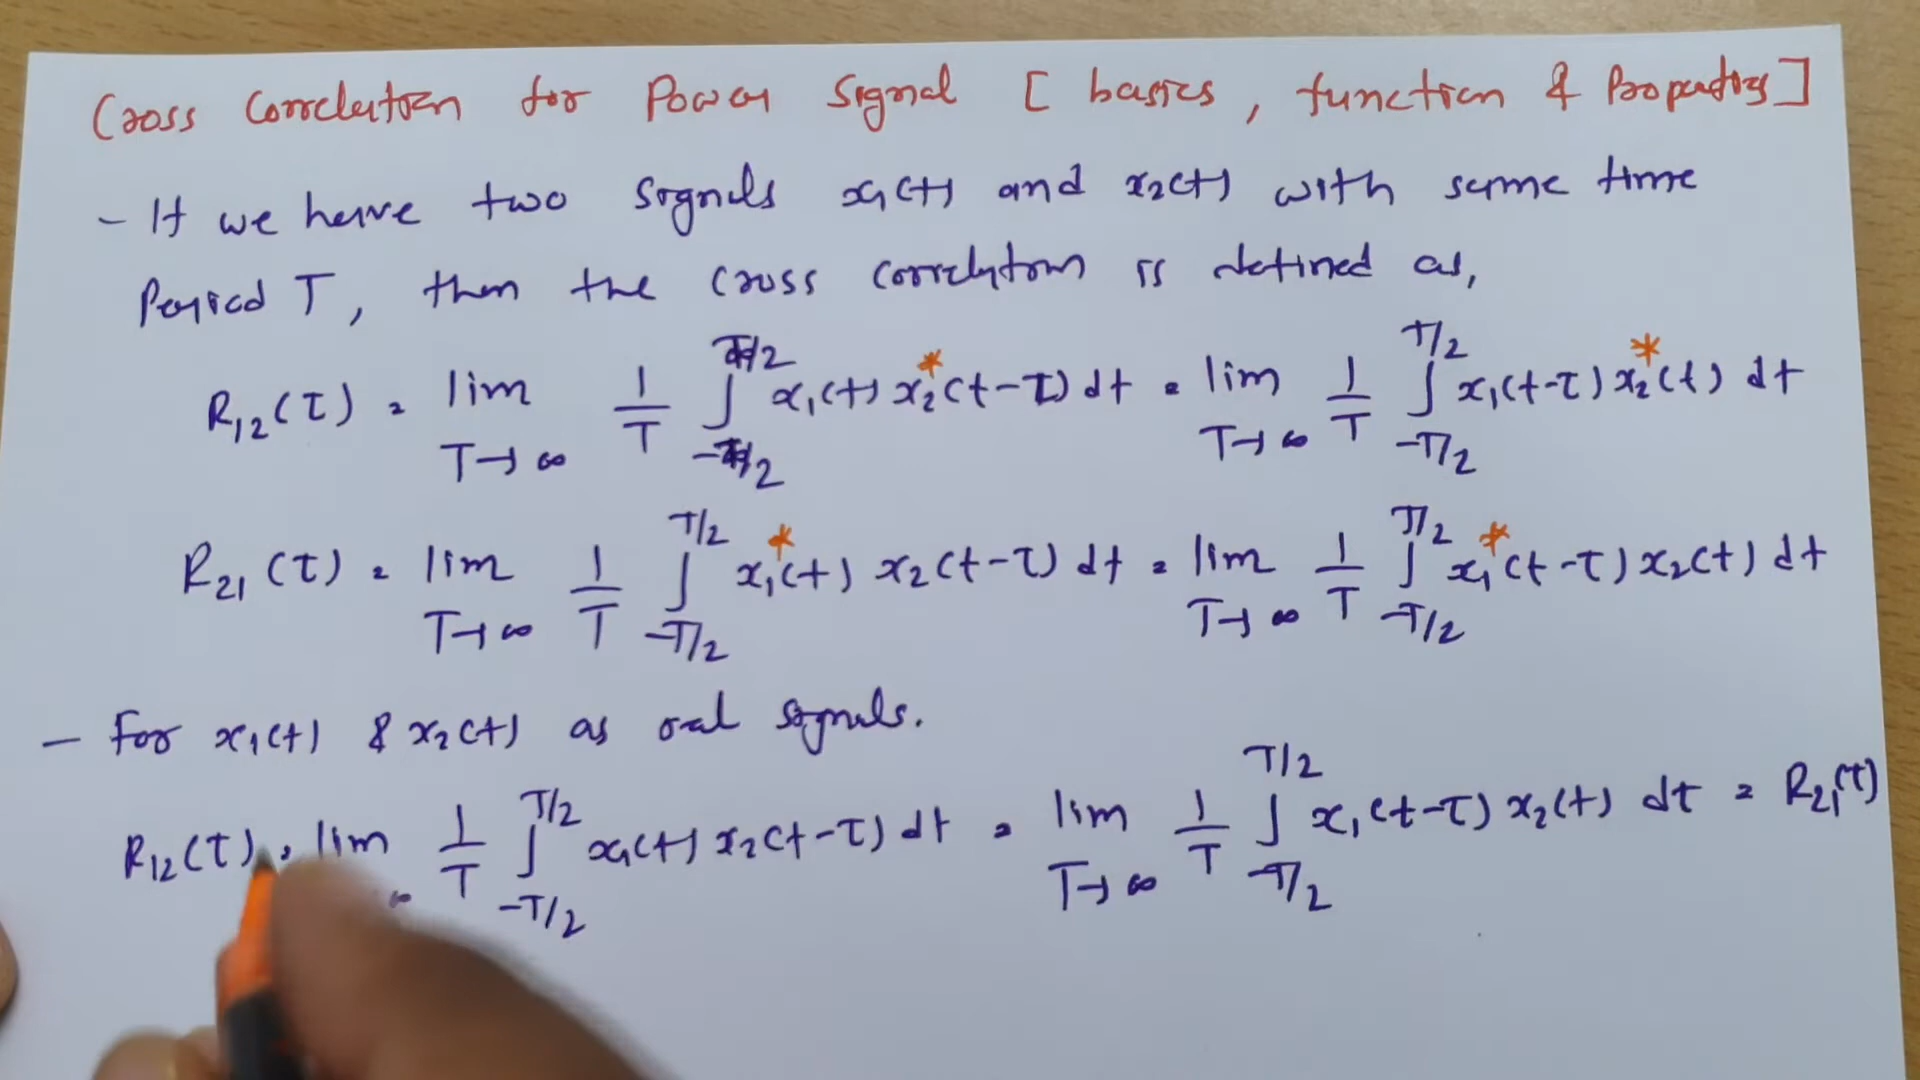 Cross Correlation for Power Signal [ basics , function & Properties ]
- If we have two signals x₁(t) and x₂(t) with same time
Period T, then the cross correlation is defined as,
R₁₂(τ) = lim T→∞ 1/T ∫_{-T/2}^{T/2} x₁(t) x₂*(t-τ) dt = lim T→∞ 1/T ∫_{-T/2}^{T/2} x₁(t-τ) x₂*(t) dt
R₂₁(τ) = lim T→∞ 1/T ∫_{-T/2}^{T/2} x₁*(t) x₂(t-τ) dt = lim T→∞ 1/T ∫_{-T/2}^{T/2} x₁*(t-τ) x₂(t) dt
- For x₁(t) & x₂(t) as real signals.
R₁₂(τ) = lim ∞ 1/T ∫_{-T/2}^{T/2} x₁(t) x₂(t-τ) dt = lim T→∞ 1/T ∫_{-T/2}^{T/2} x₁(t-τ) x₂(t) dt = R₂₁(τ)